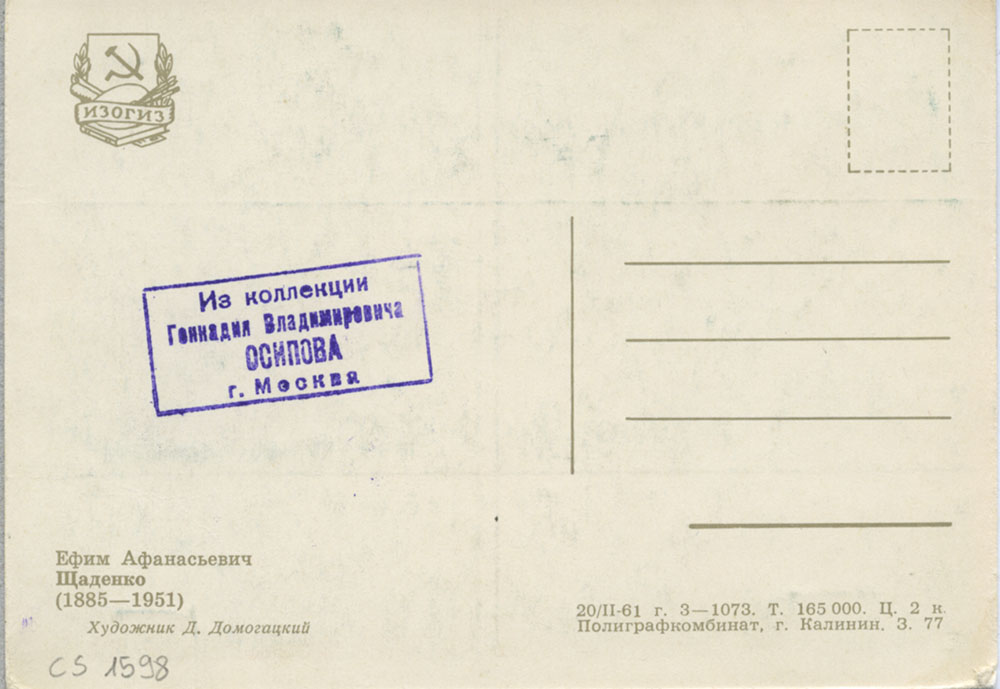 ИЗОГИЗ
Из коллекции
Геннадия Владимировича
ОСИПОВА
г. Москва
Ефим Афанасьевич
Щаденко
(1885—1951)
Художник Д. Домогацкий
20/II-61 г. З—1073. Т. 165 000. Ц. 2 к.
Полиграфкомбинат, г. Калинин. З. 77
CS 1598